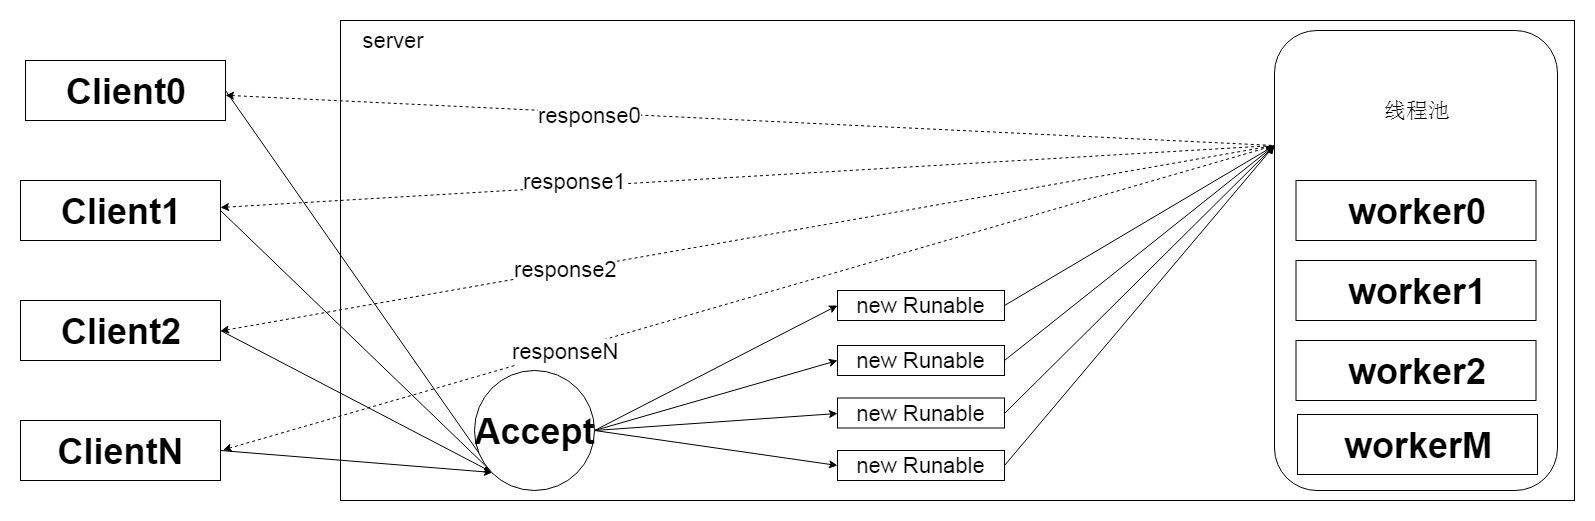 server
Client0
response0
线程池
Client1
response1
worker0
Client2
response2
new Runable
worker1
responseN
new Runable
worker2
ClientN
Accept
new Runable
workerM
new Runable